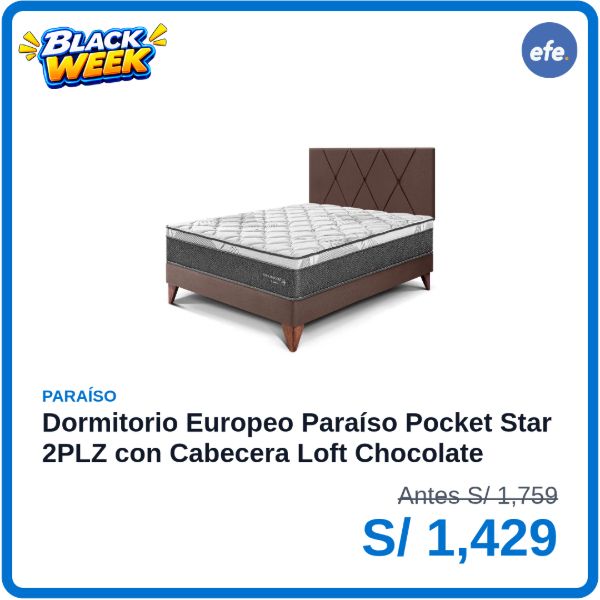 BLACK
WEEK
efe.
PARAÍSO
Dormitorio Europeo Paraíso Pocket Star
2PLZ con Cabecera Loft Chocolate
Antes S/ 1,759
S/ 1,429